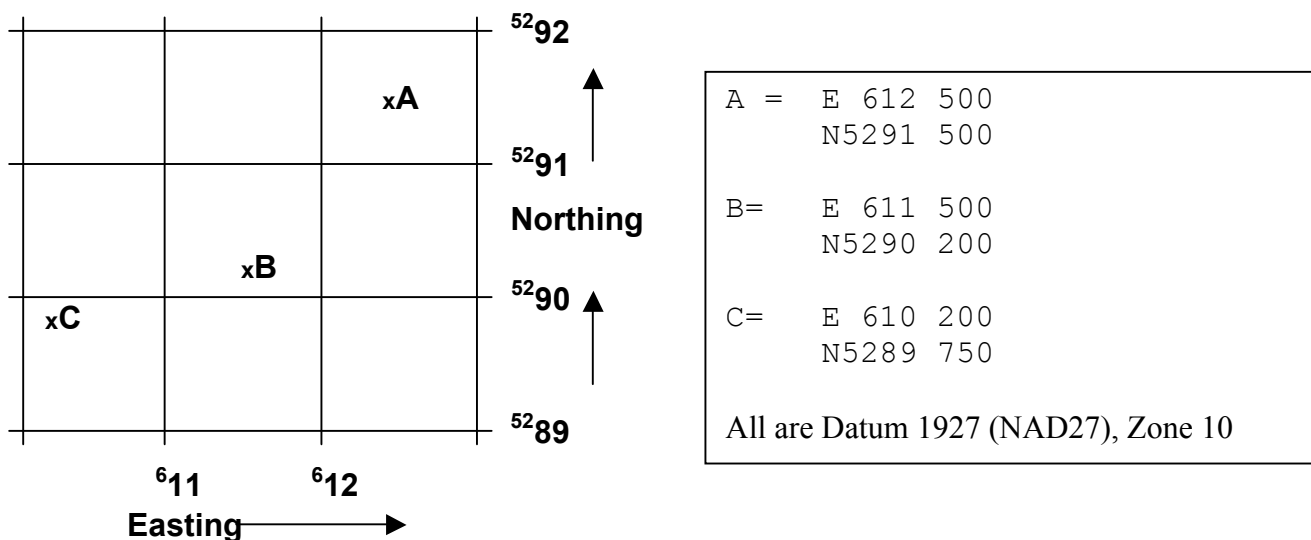 ⁵²92
xA
⁵²91
Northing
xB
⁵²90
xC
⁵²89
⁶11 ⁶12
Easting
A = E 612 500
N5291 500
B= E 611 500
N5290 200
C= E 610 200
N5289 750
All are Datum 1927 (NAD27), Zone 10